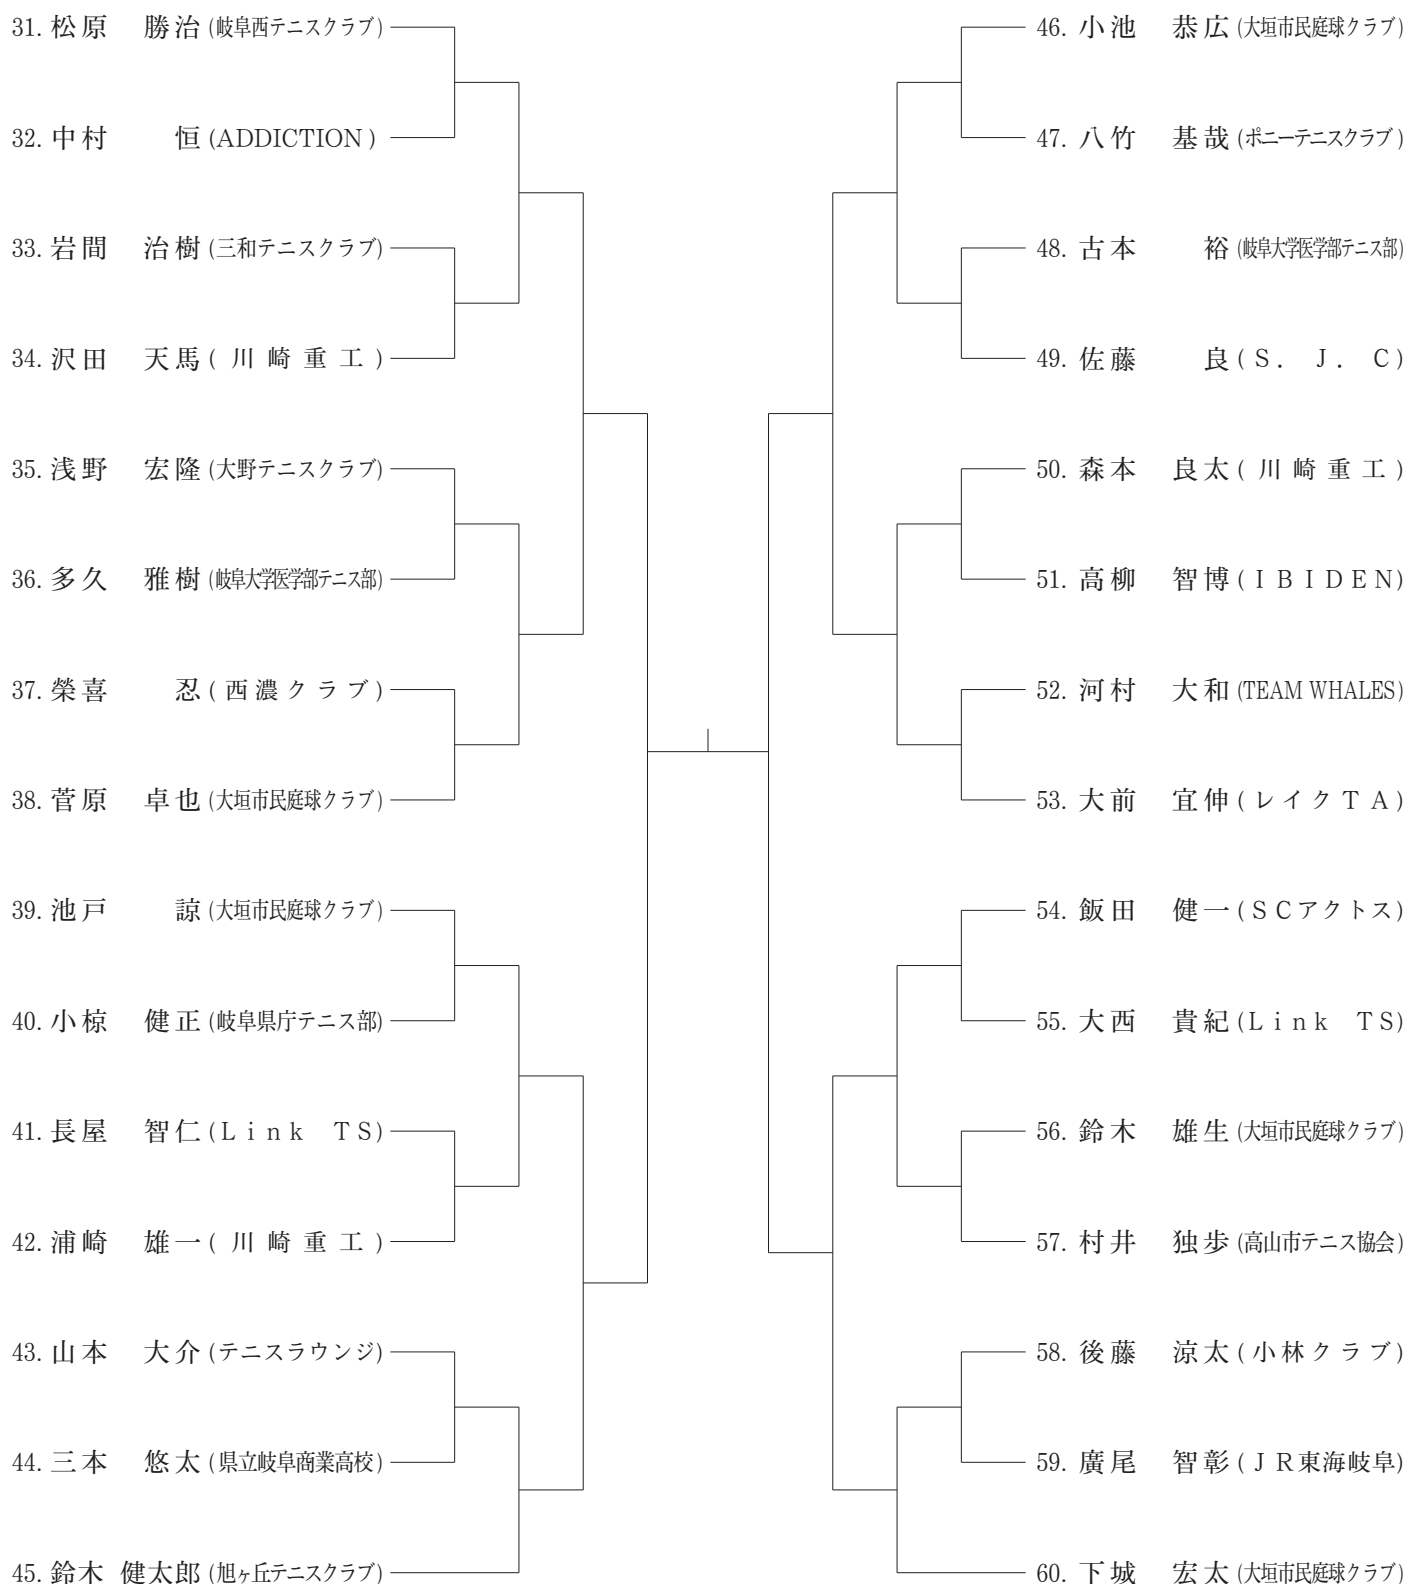 31. 松原 勝治 (岐阜西テニスクラブ)
32. 中村 恒 (ADDICTION)
33. 岩間 治樹 (三和テニスクラブ)
34. 沢田 天馬 (川崎重工)
35. 浅野 宏隆 (大野テニスクラブ)
36. 多久 雅樹 (岐阜大学医学部テニス部)
37. 榮喜 忍 (西濃クラブ)
38. 菅原 卓也 (大垣市民庭球クラブ)
39. 池戸 諒 (大垣市民庭球クラブ)
40. 小椋 健正 (岐阜県庁テニス部)
41. 長屋 智仁 (Link TS)
42. 浦崎 雄一 (川崎重工)
43. 山本 大介 (テニスラウンジ)
44. 三本 悠太 (県立岐阜商業高校)
45. 鈴木 健太郎 (旭ヶ丘テニスクラブ)
46. 小池 恭広 (大垣市民庭球クラブ)
47. 八竹 基哉 (ポニーテニスクラブ)
48. 古本 裕 (岐阜大学医学部テニス部)
49. 佐藤 良 (S. J. C)
50. 森本 良太 (川崎重工)
51. 高柳 智博 (IBIDEN)
52. 河村 大和 (TEAM WHALES)
53. 大前 宜伸 (レイクTA)
54. 飯田 健一 (SCアクトス)
55. 大西 貴紀 (Link TS)
56. 鈴木 雄生 (大垣市民庭球クラブ)
57. 村井 独歩 (高山市テニス協会)
58. 後藤 涼太 (小林クラブ)
59. 廣尾 智彰 (JR東海岐阜)
60. 下城 宏太 (大垣市民庭球クラブ)